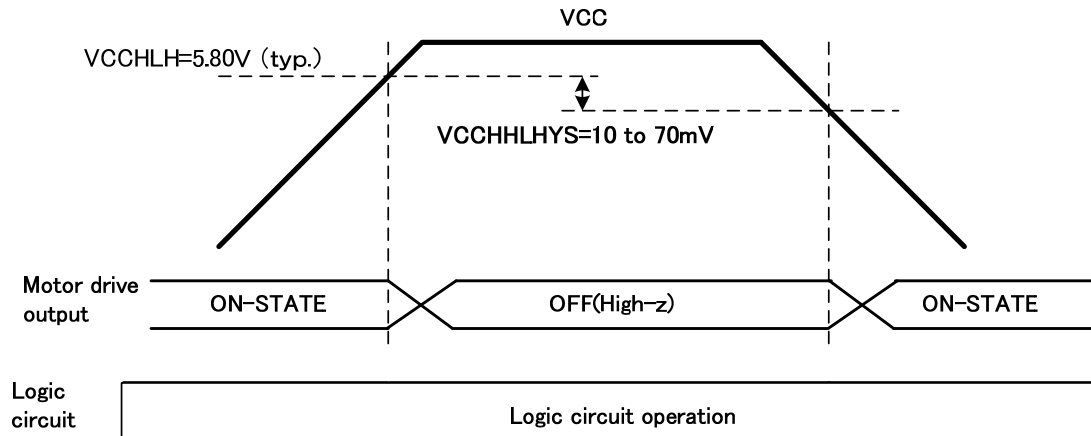 VCC
VCCHLH=5.80V (typ.)
VCCHHLHYS=10 to 70mV
Motor drive
output
ON-STATE
OFF(High-z)
ON-STATE
Logic
circuit
Logic circuit operation